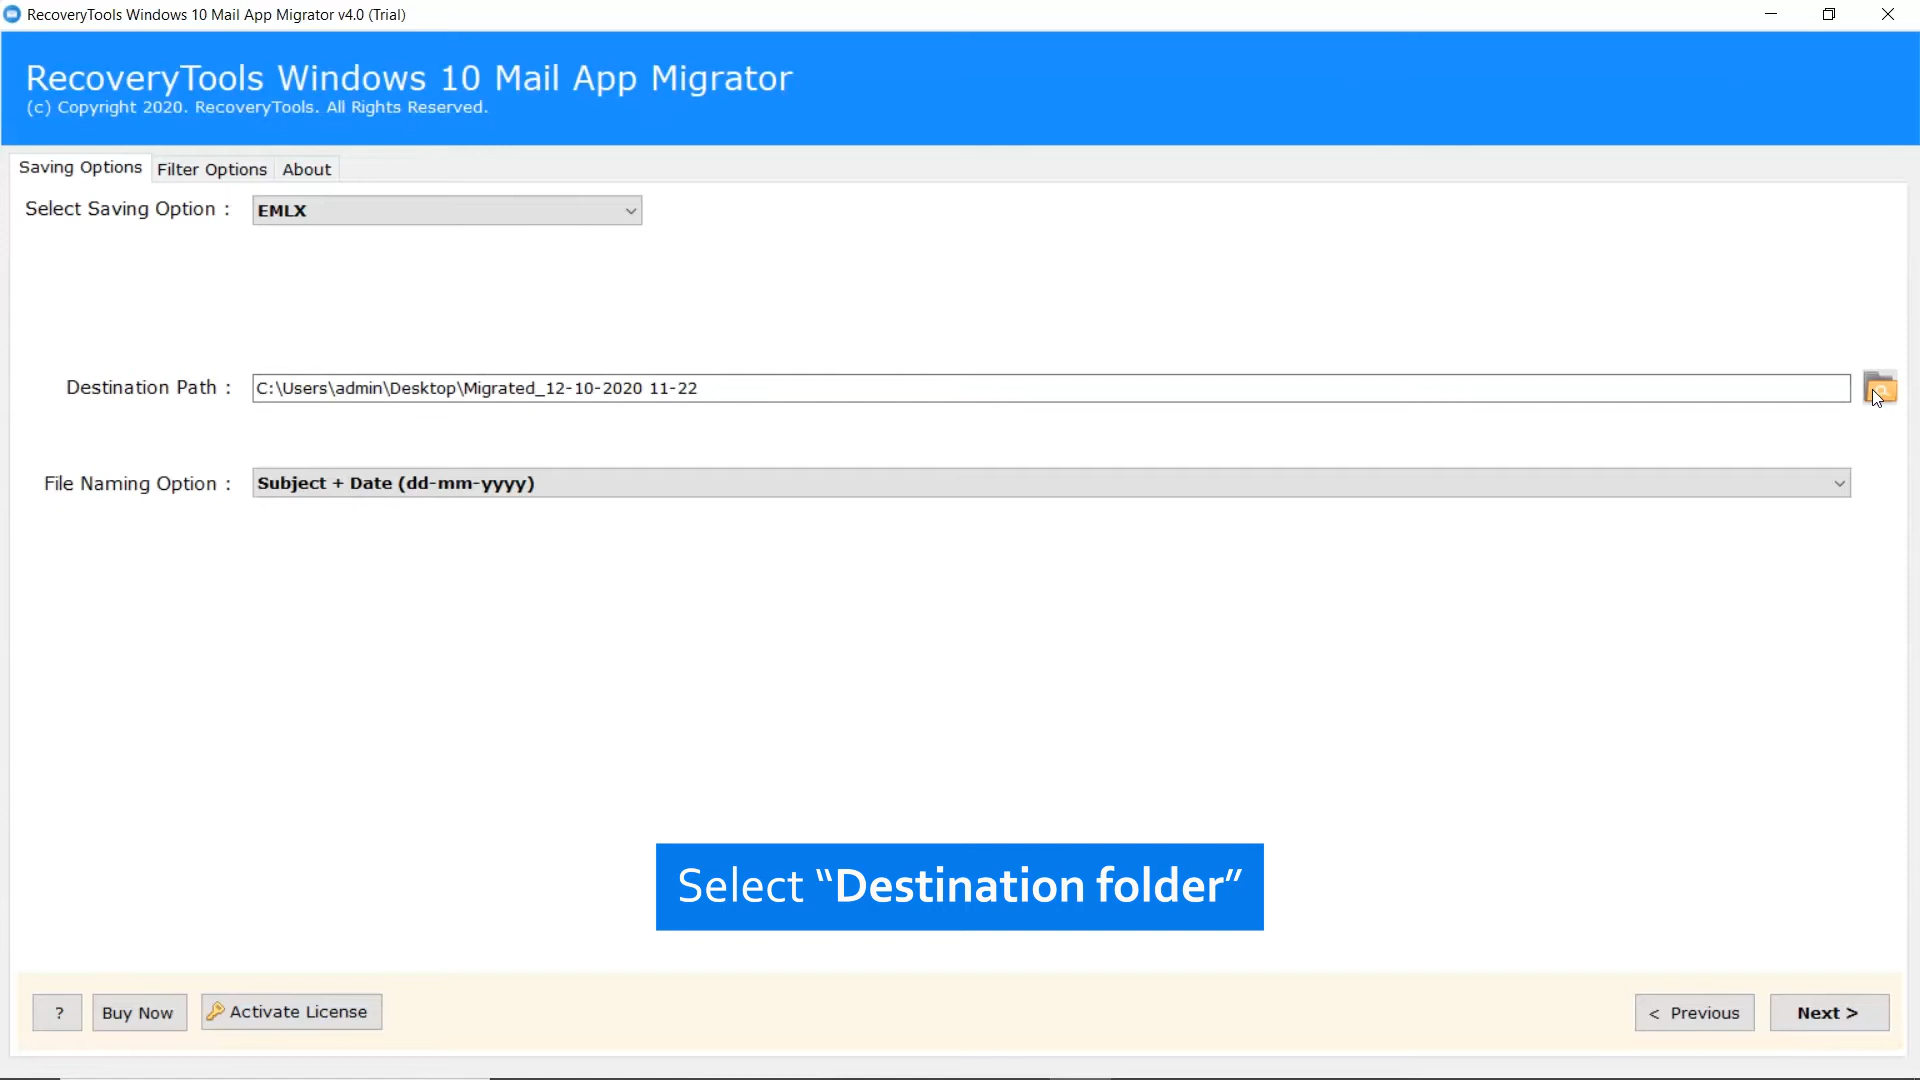 RecoveryTools Windows 10 Mail App Migrator v4.0 (Trial)
RecoveryTools Windows 10 Mail App Migrator
(c) Copyright 2020. RecoveryTools. All Rights Reserved.
Saving Options Filter Options About
Select Saving Option : EMLX
Destination Path : C:\Users\admin\Desktop\Migrated_12-10-2020 11-22
File Naming Option : Subject + Date (dd-mm-yyyy)
Select “Destination folder”
? Buy Now Activate License < Previous Next >